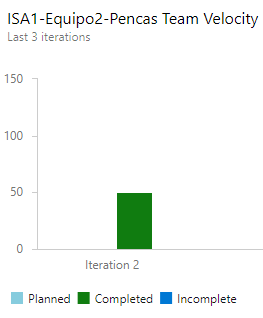 ISA1-Equipo2-Pencas Team Velocity
Last 3 iterations
150
100
50
0
Iteration 2
Planned Completed Incomplete